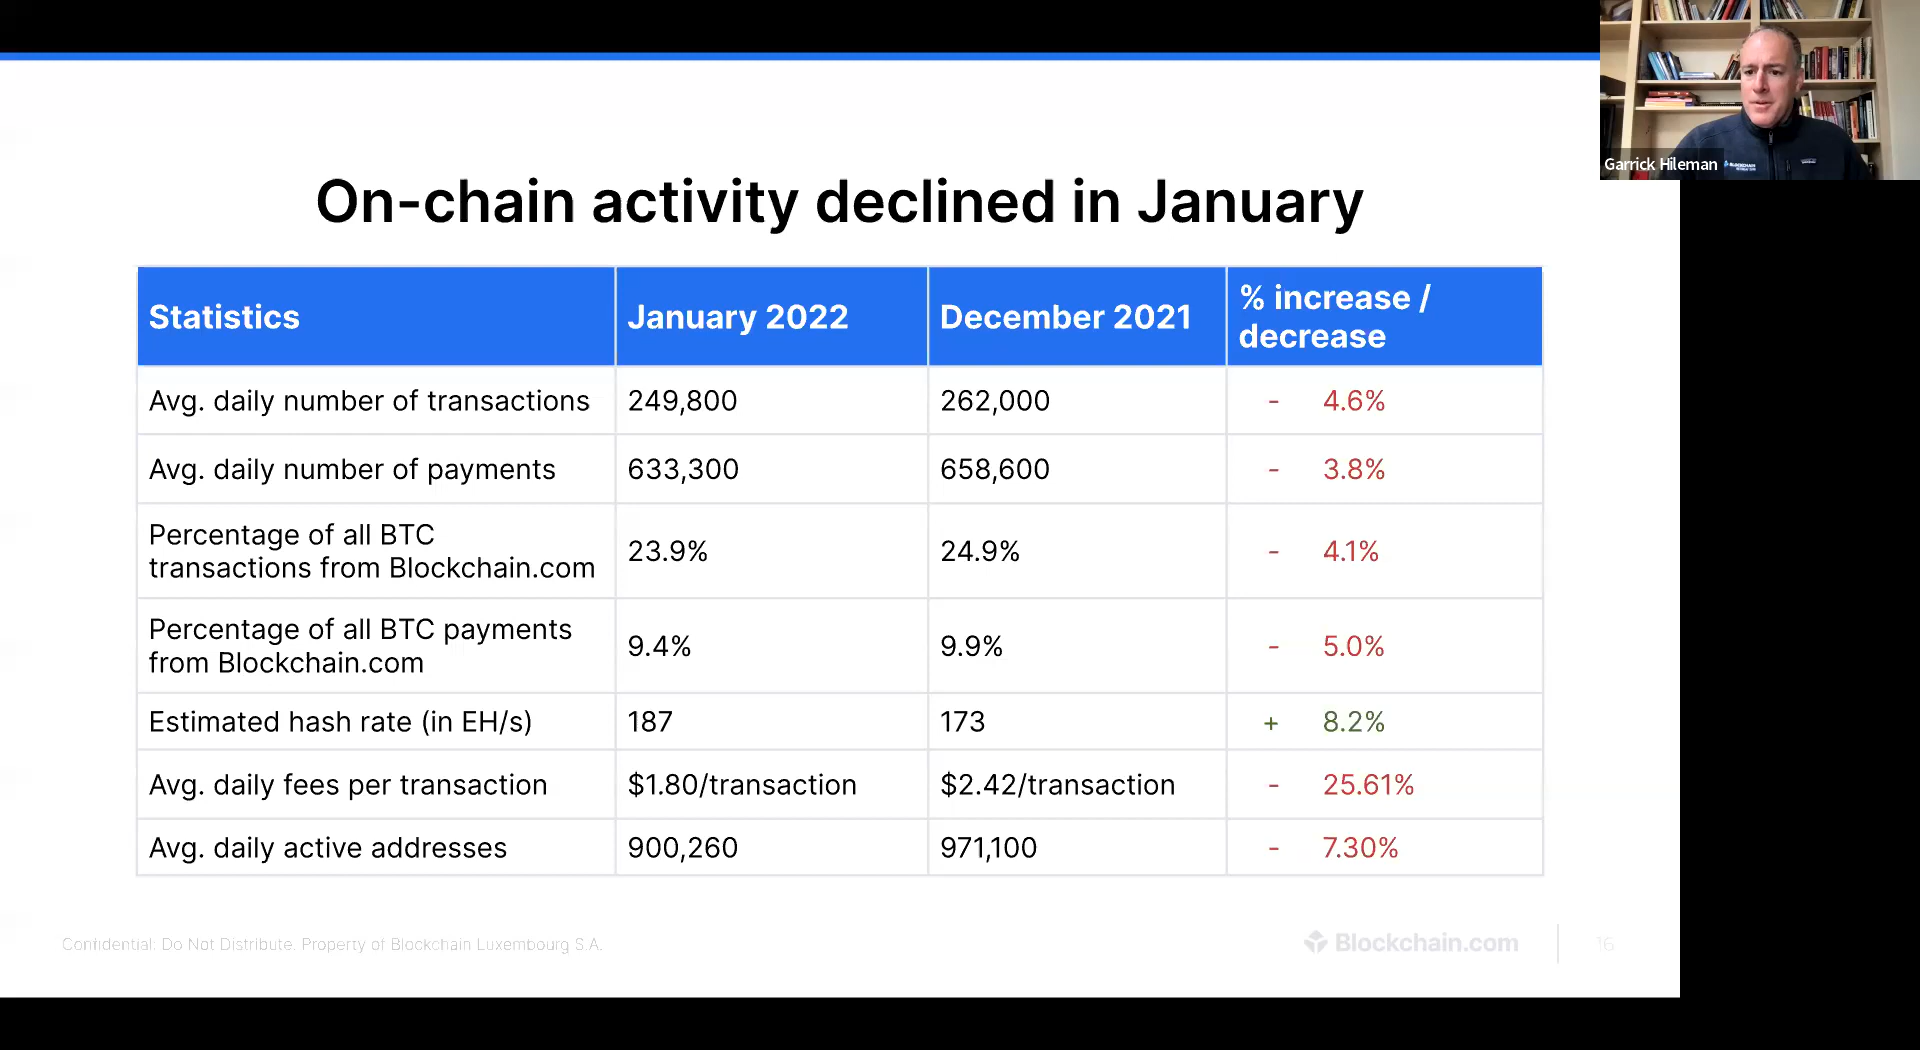 Garrick Hileman
On-chain activity declined in January
Statistics January 2022 December 2021 % increase /
decrease
Avg. daily number of transactions 249,800 262,000 - 4.6%
Avg. daily number of payments 633,300 658,600 - 3.8%
Percentage of all BTC
transactions from Blockchain.com 23.9% 24.9% - 4.1%
Percentage of all BTC payments
from Blockchain.com 9.4% 9.9% - 5.0%
Estimated hash rate (in EH/s) 187 173 + 8.2%
Avg. daily fees per transaction $1.80/transaction $2.42/transaction - 25.61%
Avg. daily active addresses 900,260 971,100 - 7.30%
Confidential: Do Not Distribute. Property of Blockchain Luxembourg S.A.
Blockchain.com
16